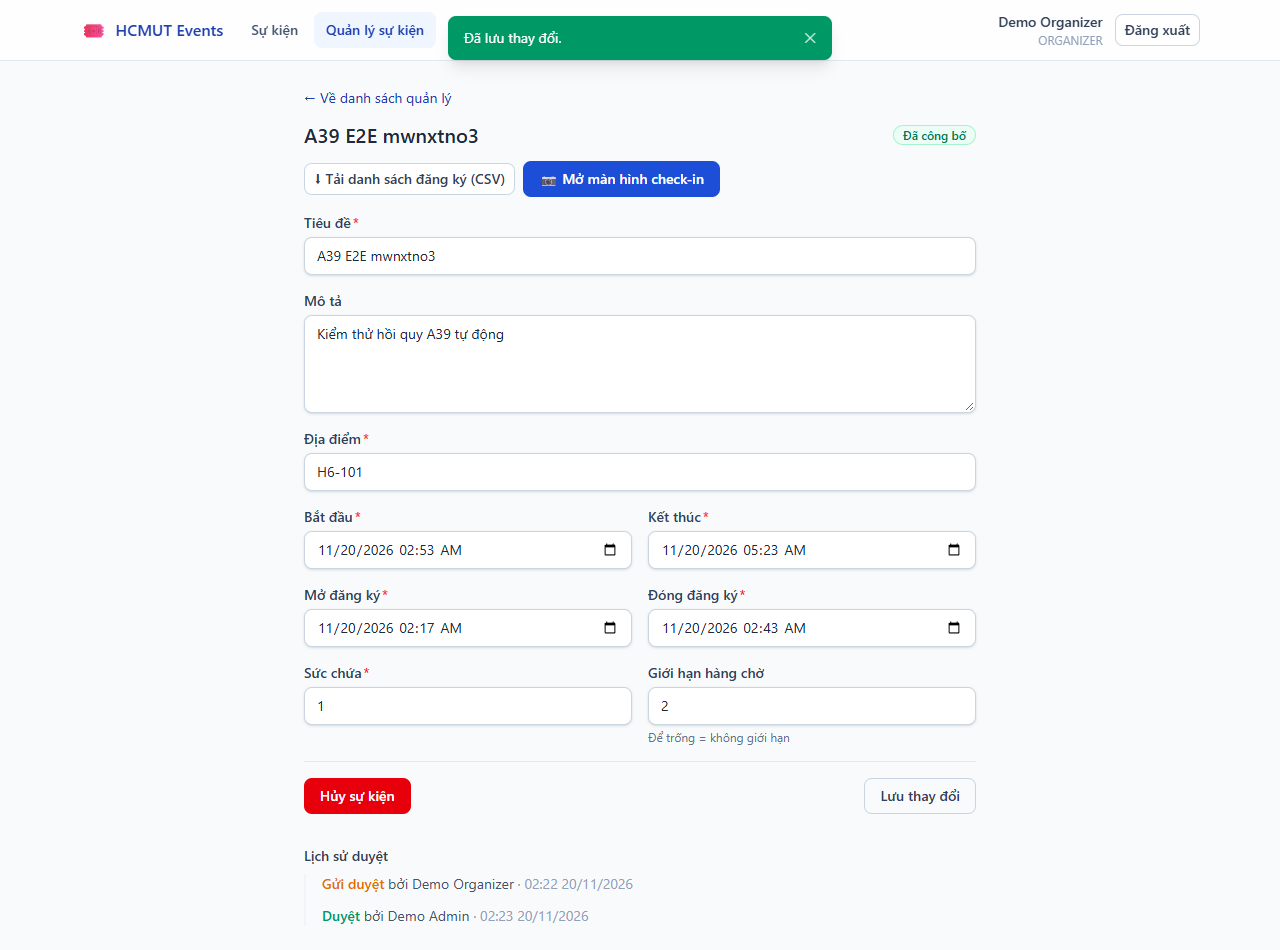 HCMUT Events
Sự kiện
Quản lý sự kiện
Đã lưu thay đổi.
Demo Organizer
ORGANIZER
Đăng xuất
← Về danh sách quản lý
A39 E2E mwnxtno3
Đã công bố
⬇ Tải danh sách đăng ký (CSV)
📷 Mở màn hình check-in
Tiêu đề*
A39 E2E mwnxtno3
Mô tả
Kiểm thử hồi quy A39 tự động
Địa điểm*
H6-101
Bắt đầu*
Kết thúc*
11/20/2026 02:53 AM
11/20/2026 05:23 AM
Mở đăng ký*
Đóng đăng ký*
11/20/2026 02:17 AM
11/20/2026 02:43 AM
Sức chứa*
Giới hạn hàng chờ
1
2
Để trống = không giới hạn
Hủy sự kiện
Lưu thay đổi
Lịch sử duyệt
Gửi duyệt bởi Demo Organizer · 02:22 20/11/2026
Duyệt bởi Demo Admin · 02:23 20/11/2026